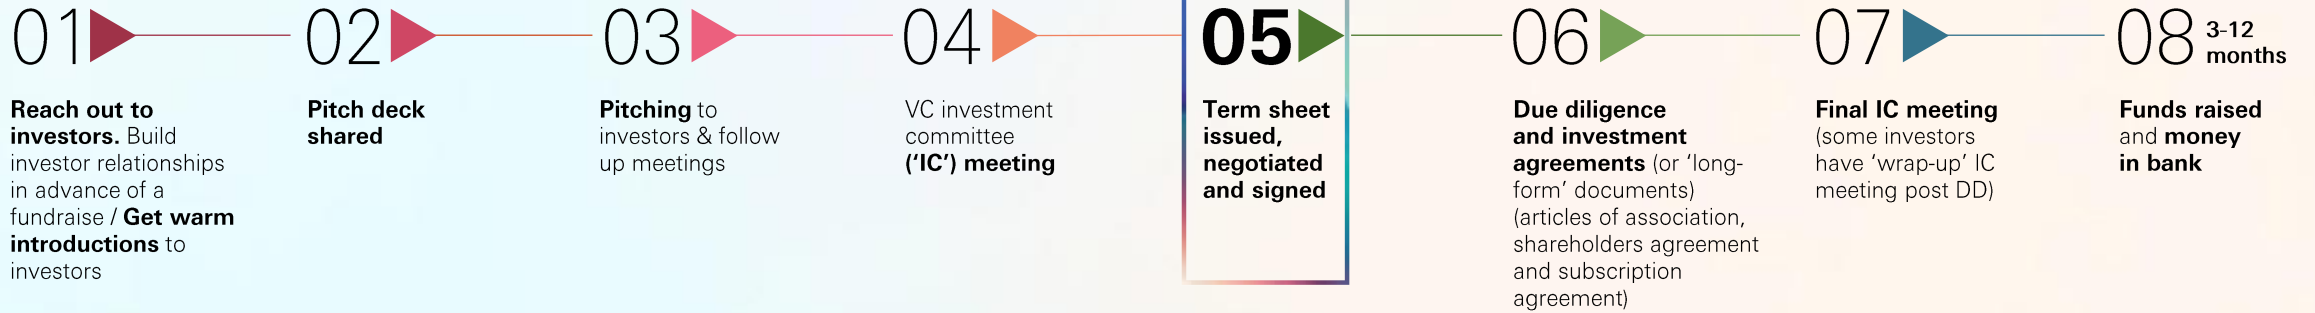 01
Reach out to
investors. Build
investor relationships
in advance of a
fundraise / Get warm
introductions to
investors
02
Pitch deck
shared
03
Pitching to
investors & follow
up meetings
04
VC investment
committee
(‘IC’) meeting
05
Term sheet
issued,
negotiated
and signed
06
Due diligence
and investment
agreements (or ‘long-
form’ documents)
(articles of association,
shareholders agreement
and subscription
agreement)
07
Final IC meeting
(some investors
have ‘wrap-up’ IC
meeting post DD)
08
3-12
months
Funds raised
and money
in bank